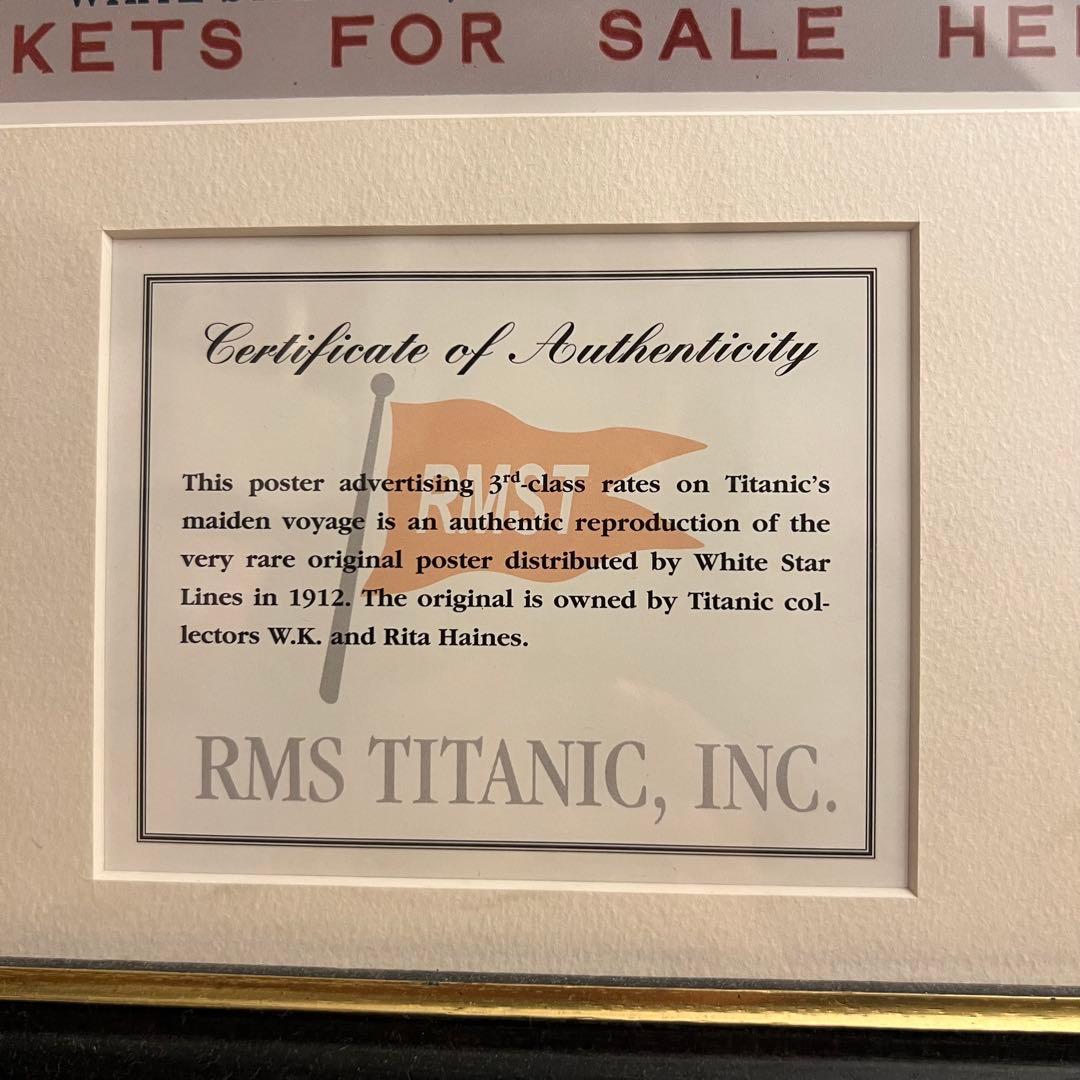 KETS FOR SALE HE
Certificate of Authenticity
RMST
This poster advertising 3rd-class rates on Titanic's
maiden voyage is an authentic reproduction of the
very rare original poster distributed by White Star
Lines in 1912. The original is owned by Titanic col-
lectors W.K. and Rita Haines.
RMS TITANIC, INC.